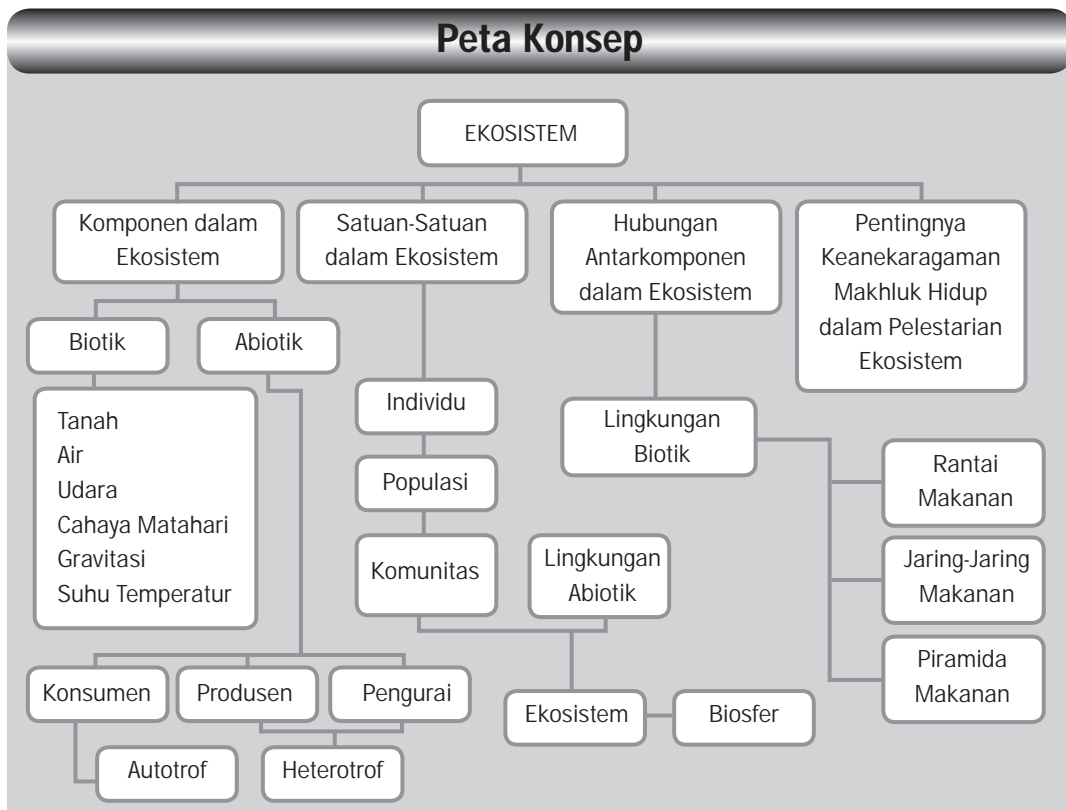 Peta Konsep
EKOSISTEM
Komponen dalam
Ekosistem
Satuan-Satuan
dalam Ekosistem
Hubungan
Antarkomponen
dalam Ekosistem
Pentingnya
Keanekaragaman
Makhluk Hidup
dalam Pelestarian
Ekosistem
Biotik
Abiotik
Tanah
Air
Udara
Cahaya Matahari
Gravitasi
Suhu Temperatur
Individu
Populasi
Komunitas
Lingkungan
Abiotik
Lingkungan
Biotik
Rantai
Makanan
Jaring-Jaring
Makanan
Piramida
Makanan
Konsumen
Produsen
Pengurai
Ekosistem
Biosfer
Autotrof
Heterotrof